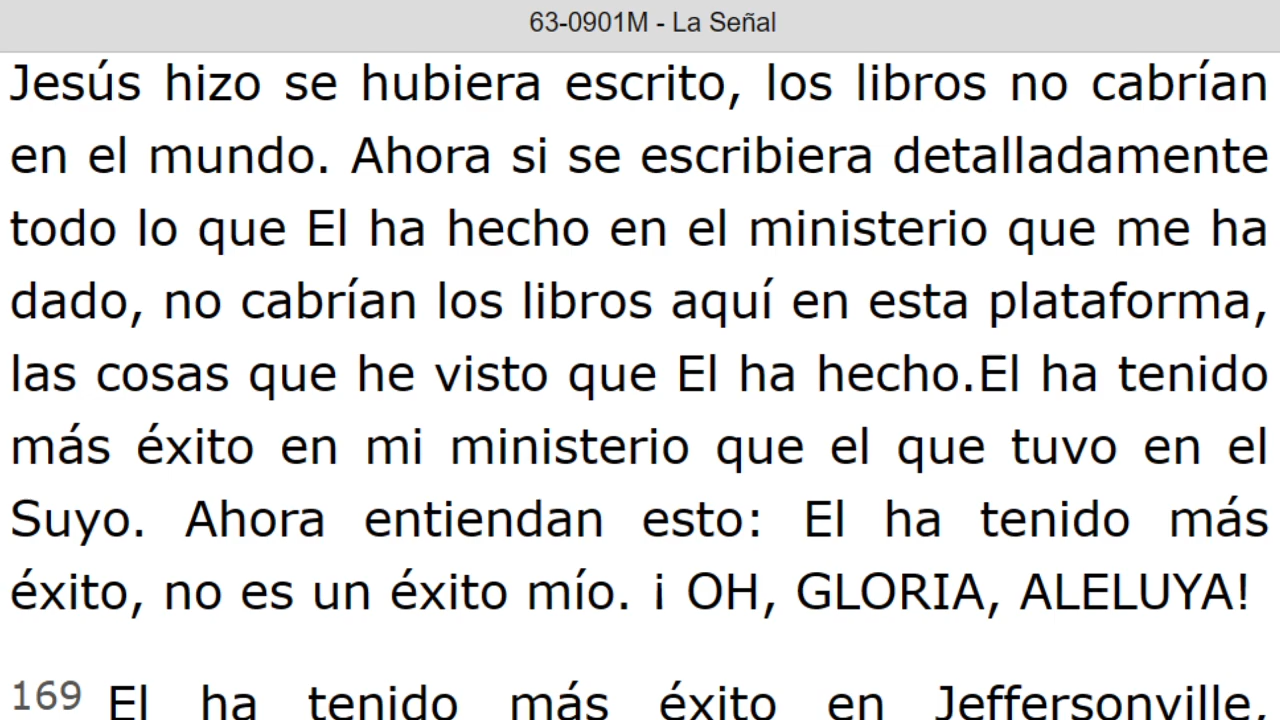 63-0901M - La Señal
Jesús hizo se hubiera escrito, los libros no cabrían
en el mundo. Ahora si se escribiera detalladamente
todo lo que El ha hecho en el ministerio que me ha
dado, no cabrían los libros aquí en esta plataforma,
las cosas que he visto que El ha hecho.El ha tenido
más éxito en mi ministerio que el que tuvo en el
Suyo. Ahora entiendan esto: El ha tenido más
éxito, no es un éxito mío. ¡ OH, GLORIA, ALELUYA!
169 El ha tenido más éxito en Jeffersonville,